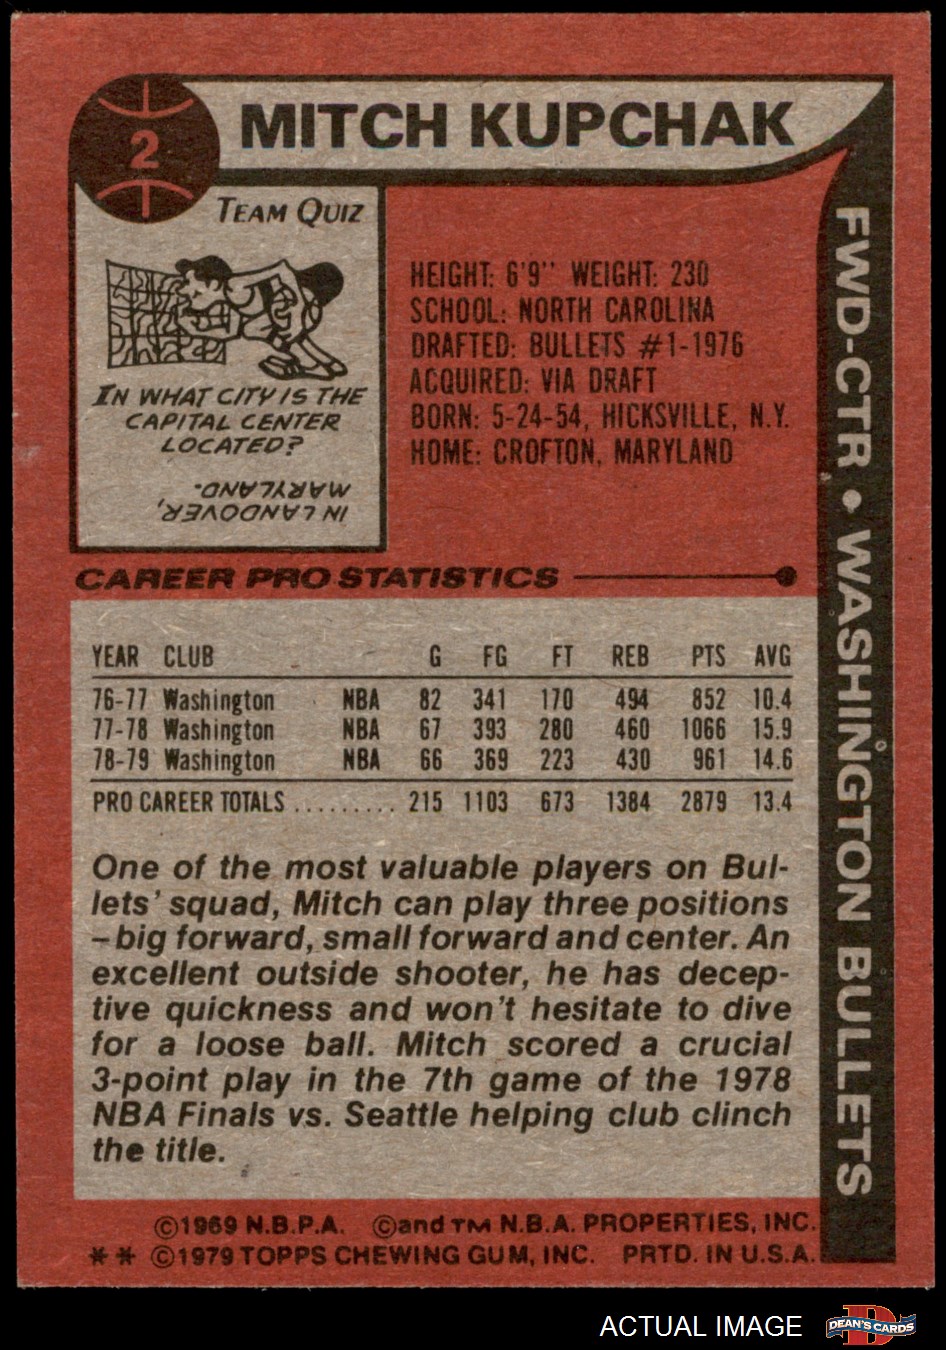 2
MITCH KUPCHAK
TEAM QUIZ
IN WHAT CITY IS THE
CAPITAL CENTER
LOCATED?
IN LANDOVER,
MARYLAND.
HEIGHT: 6'9" WEIGHT: 230
SCHOOL: NORTH CAROLINA
DRAFTED: BULLETS #1-1976
ACQUIRED: VIA DRAFT
BORN: 5-24-54, HICKSVILLE, N.Y.
HOME: CROFTON, MARYLAND
FWD-CTR • WASHINGTON BULLETS
CAREER PRO STATISTICS
YEAR CLUB G FG FT REB PTS AVG
76-77 Washington NBA 82 341 170 494 852 10.4
77-78 Washington NBA 67 393 280 460 1066 15.9
78-79 Washington NBA 66 369 223 430 961 14.6
PRO CAREER TOTALS ......... 215 1103 673 1384 2879 13.4
One of the most valuable players on Bul-
lets' squad, Mitch can play three positions
–big forward, small forward and center. An
excellent outside shooter, he has decep-
tive quickness and won't hesitate to dive
for a loose ball. Mitch scored a crucial
3-point play in the 7th game of the 1978
NBA Finals vs. Seattle helping club clinch
the title.
©1969 N.B.P.A. ©and TM N.B.A. PROPERTIES, INC.
** ©1979 TOPPS CHEWING GUM, INC. PRTD. IN U.S.A.
ACTUAL IMAGE
D
DEAN'S CARDS